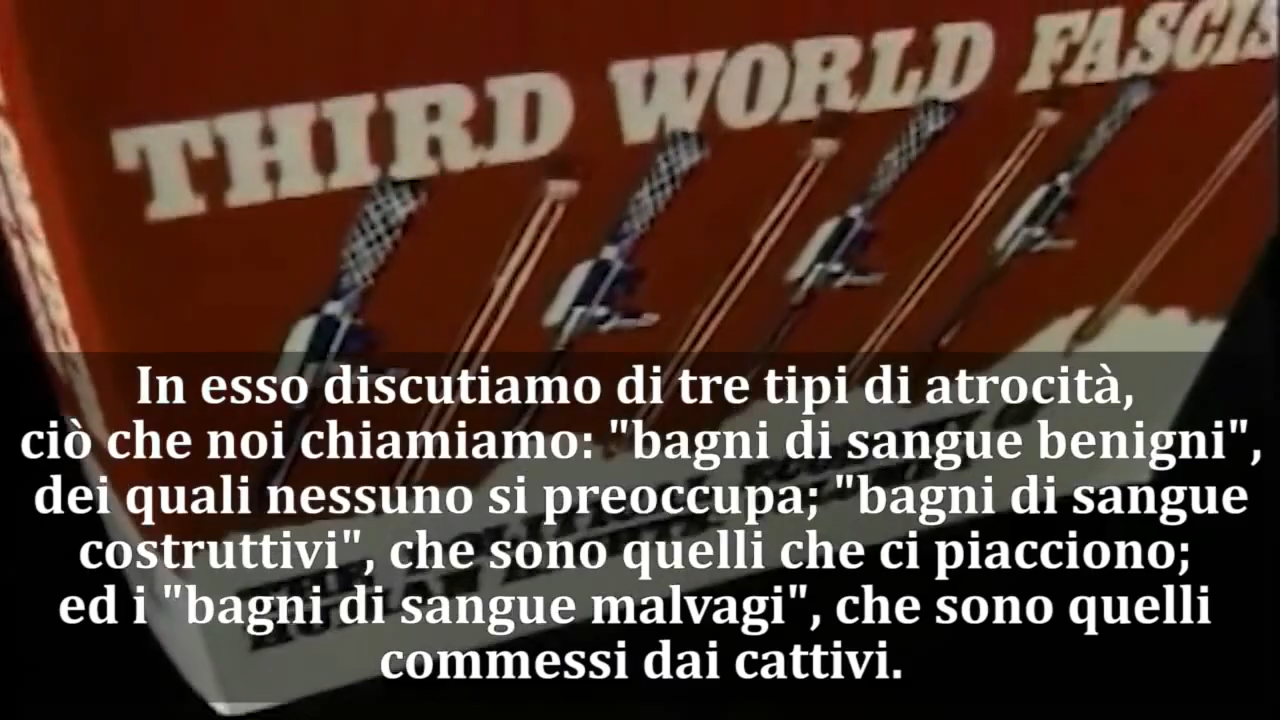 THIRD WORLD FASCIS
In esso discutiamo di tre tipi di atrocità,
ciò che noi chiamiamo: "bagni di sangue benigni",
dei quali nessuno si preoccupa; "bagni di sangue
costruttivi", che sono quelli che ci piacciono;
ed i "bagni di sangue malvagi", che sono quelli
commessi dai cattivi.